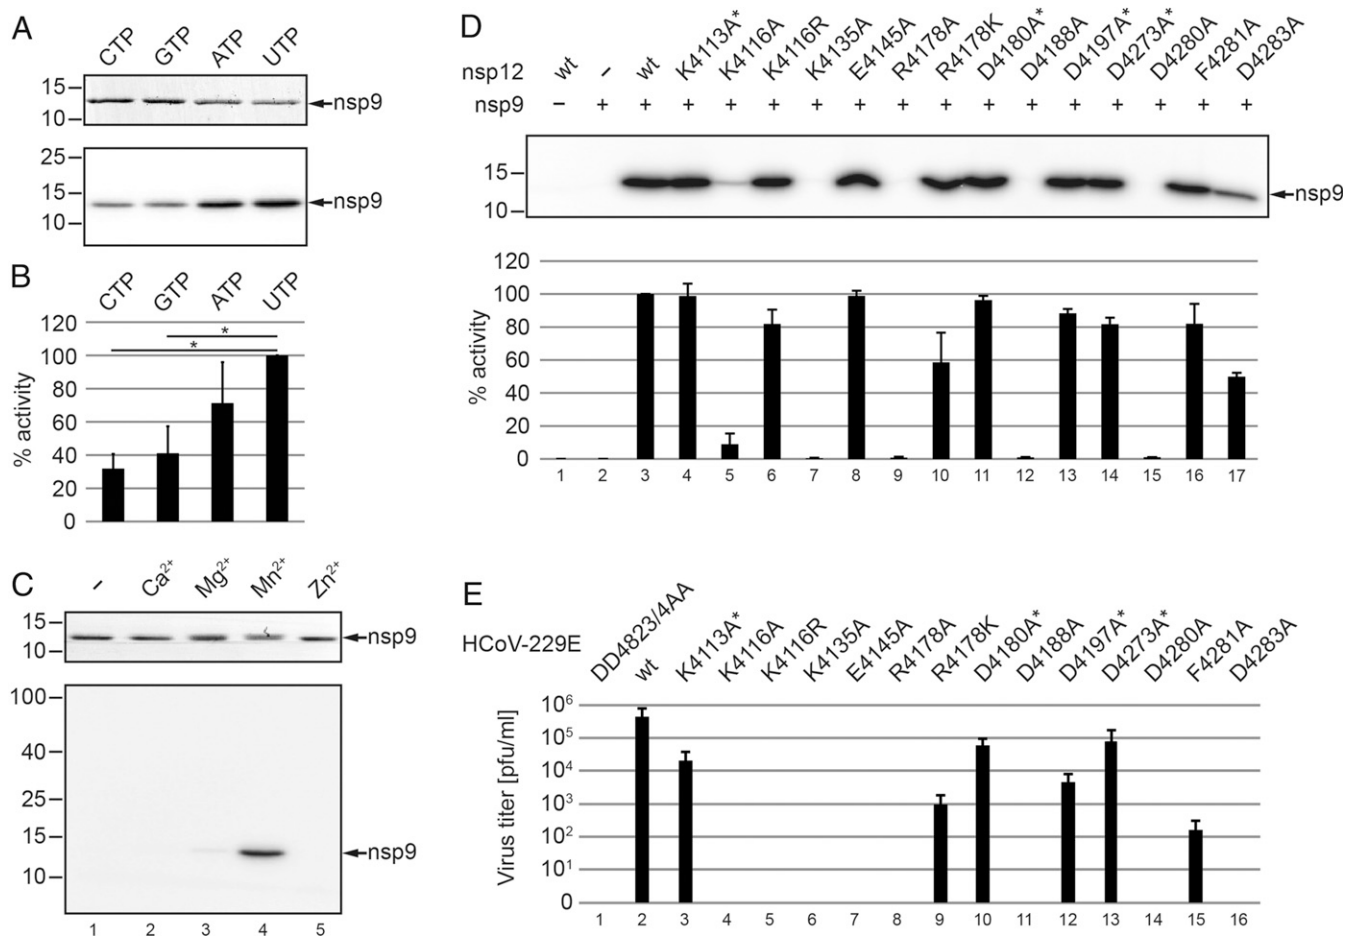 A
CTP GTP ATP UTP
15
10
nsp9
25
15
10
nsp9
B
CTP GTP ATP UTP
120
100
80
60
40
20
0
% activity
*
*
C
– Ca²⁺ Mg²⁺ Mn²⁺ Zn²⁺
15
10
nsp9
100
40
25
15
10
nsp9
1 2 3 4 5
D
nsp12 wt – wt K4113A* K4116A K4116R K4135A E4145A R4178A R4178K D4180A* D4188A D4197A* D4273A* D4280A F4281A D4283A
nsp9 – + + + + + + + + + + + + + + + +
15
10
nsp9
120
100
80
60
40
20
0
% activity
1 2 3 4 5 6 7 8 9 10 11 12 13 14 15 16 17
E
HCoV-229E DD4823/4AA wt K4113A* K4116A K4116R K4135A E4145A R4178A R4178K D4180A* D4188A D4197A* D4273A* D4280A F4281A D4283A
10⁶
10⁵
10⁴
10³
10²
10¹
0
Virus titer [pfu/ml]
1 2 3 4 5 6 7 8 9 10 11 12 13 14 15 16